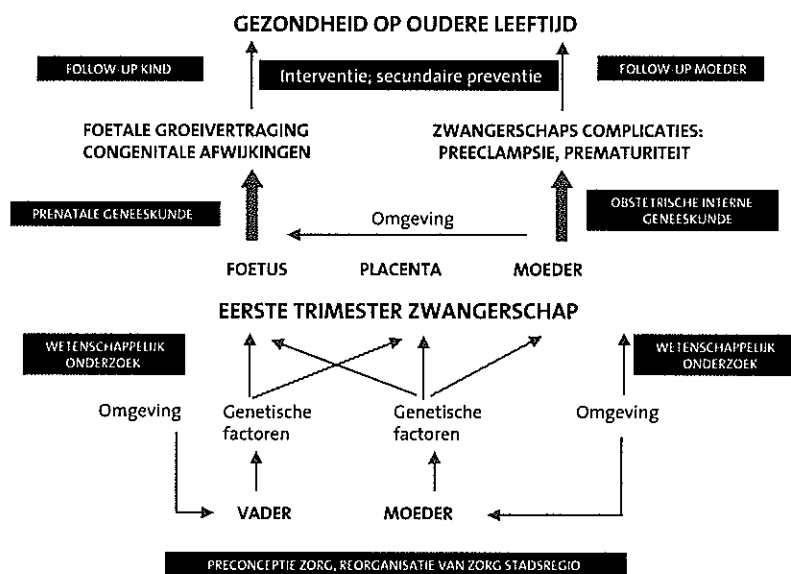 GEZONDHEID OP OUDERE LEEFTIJD
FOLLOW-UP KIND
Interventie; secundaire preventie
FOLLOW-UP MOEDER
FOETALE GROEIVERTRAGING
CONGENITALE AFWIJKINGEN
ZWANGERSCHAPS COMPLICATIES:
PREECLAMPSIE, PREMATURITEIT
PRENATALE GENEESKUNDE
Omgeving
OBSTETRISCHE INTERNE
GENEESKUNDE
FOETUS
PLACENTA
MOEDER
EERSTE TRIMESTER ZWANGERSCHAP
WETENSCHAPPELIJK
ONDERZOEK
WETENSCHAPPELIJK
ONDERZOEK
Omgeving
Genetische
factoren
Genetische
factoren
Omgeving
VADER
MOEDER
PRECONCEPTIE ZORG, REORGANISATIE VAN ZORG STADSREGIO